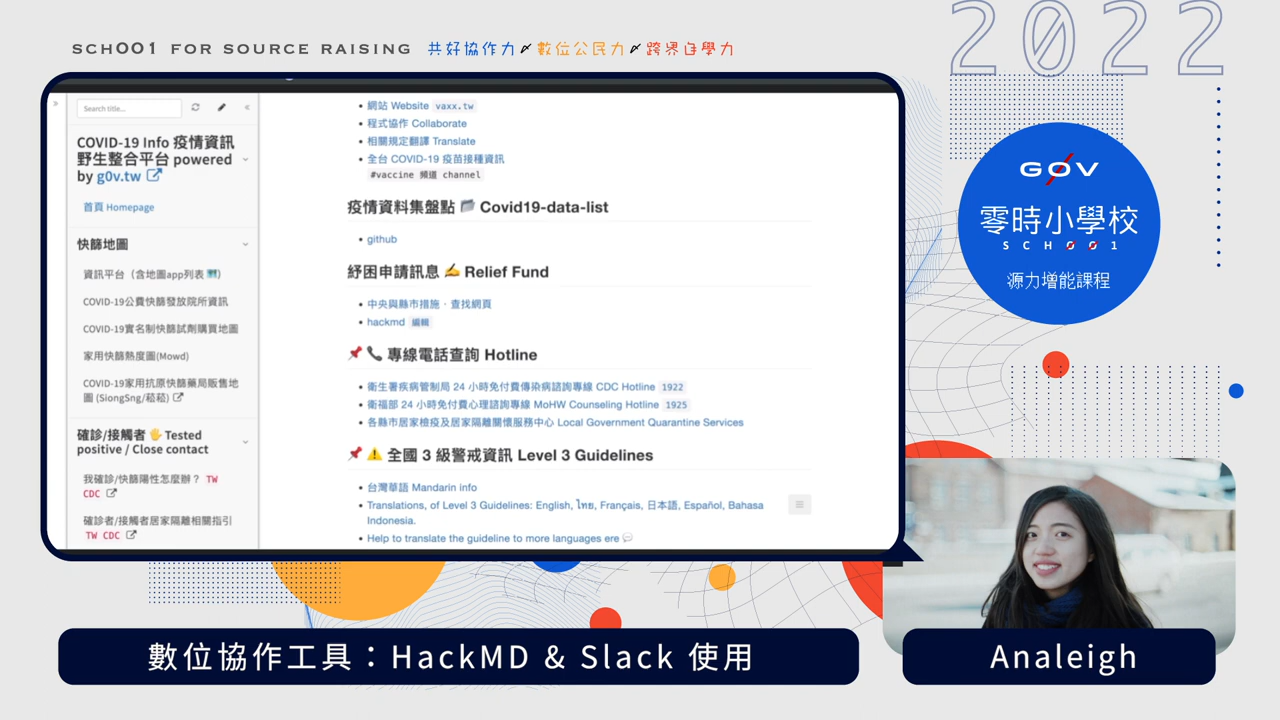 SCHOO1 FOR SOURCE RAISING 共好協作力 數位公民力 跨界自學力
2022
Search title...
COVID-19 Info 疫情資訊
野生整合平台 powered
by g0v.tw
首頁 Homepage
快篩地圖
資訊平台（含地圖app列表）
COVID-19公費快篩發放院所資訊
COVID-19實名制快篩試劑購買地圖
家用快篩熱度圖(Mowd)
COVID-19家用抗原快篩藥局販售地
圖 (SiongSng/菘菘)
確診/接觸者 🖐 Tested
positive / Close contact
我確診/快篩陽性怎麼辦？ TW
CDC
確診者/接觸者居家隔離相關指引
TW CDC
網站 Website vaxx.tw
程式協作 Collaborate
相關規定翻譯 Translate
全台 COVID-19 疫苗接種資訊
#vaccine 頻道 channel
疫情資料集盤點 Covid19-data-list
github
紓困申請訊息 ✍ Relief Fund
中央與縣市措施、查找網頁
hackmd 編輯
📌 📞 專線電話查詢 Hotline
衛生署疾病管制局 24 小時免付費傳染病諮詢專線 CDC Hotline 1922
衛福部 24 小時免付費心理諮詢專線 MoHW Counseling Hotline 1925
各縣市居家檢疫及居家隔離關懷服務中心 Local Government Quarantine Services
📌 ⚠ 全國 3 級警戒資訊 Level 3 Guidelines
台灣華語 Mandarin info
Translations, of Level 3 Guidelines: English, ไทย, Français, 日本語, Español, Bahasa
Indonesia.
Help to translate the guideline to more languages ere 💬
G0V
零時小學校
SCH001
源力增能課程
數位協作工具：HackMD & Slack 使用
Analeigh